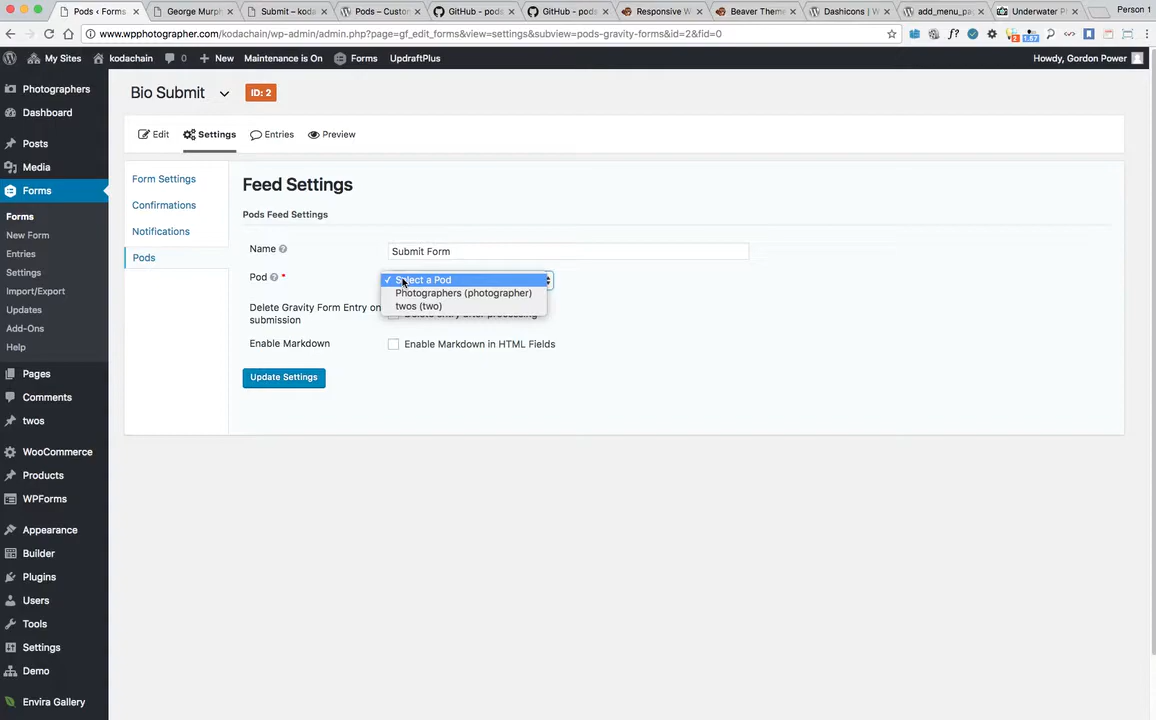 Pods ‹ Forms
George Murph
Submit – koda
Pods – Custom
GitHub - pods
GitHub - pods
Responsive W
Beaver Theme
Dashicons | W
add_menu_pa
Underwater P
Person 1
www.wpphotographer.com/kodachain/wp-admin/admin.php?page=gf_edit_forms&view=settings&subview=pods-gravity-forms&id=2&fid=0
My Sites
kodachain
0
New
Maintenance is On
Forms
UpdraftPlus
Howdy, Gordon Power
Photographers
Dashboard
Posts
Media
Forms
Forms
New Form
Entries
Settings
Import/Export
Updates
Add-Ons
Help
Pages
Comments
twos
WooCommerce
Products
WPForms
Appearance
Builder
Plugins
Users
Tools
Settings
Demo
Envira Gallery
Bio Submit
ID: 2
Edit
Settings
Entries
Preview
Form Settings
Confirmations
Notifications
Pods
Feed Settings
Pods Feed Settings
Name
Submit Form
Pod *
✓ Select a Pod
Photographers (photographer)
twos (two)
Delete Gravity Form Entry on
submission
Delete entry after processing
Enable Markdown
Enable Markdown in HTML Fields
Update Settings